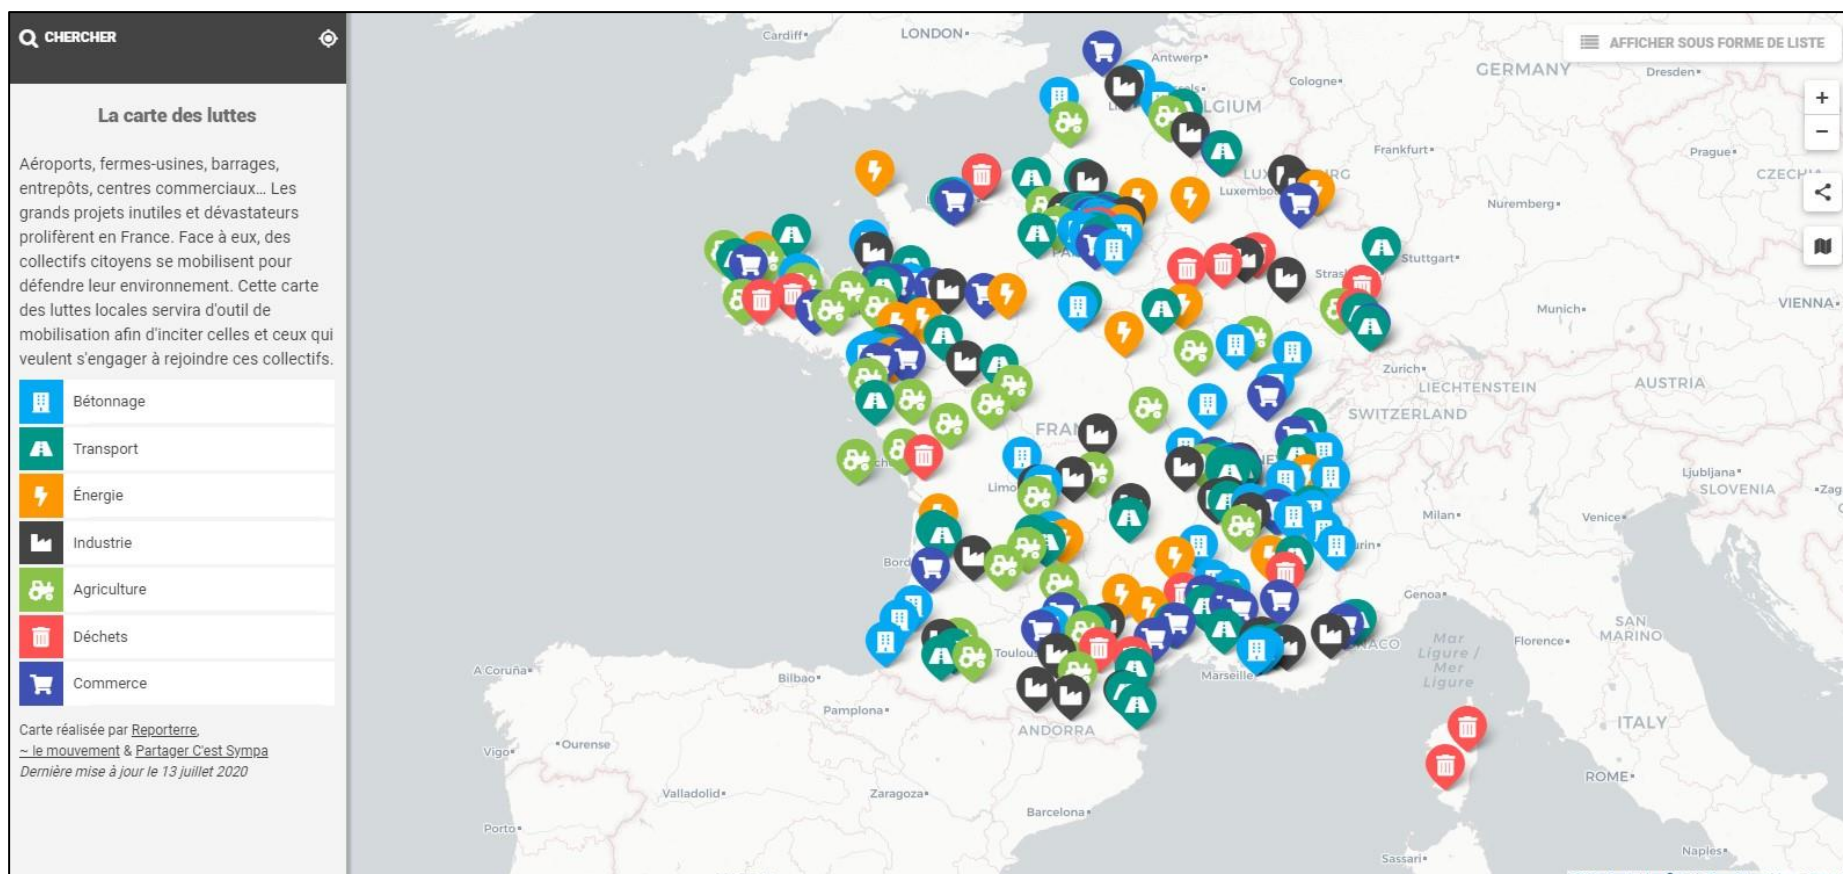 CHERCHER
La carte des luttes
Aéroports, fermes-usines, barrages,
entrepôts, centres commerciaux... Les
grands projets inutiles et dévastateurs
prolifèrent en France. Face à eux, des
collectifs citoyens se mobilisent pour
défendre leur environnement. Cette carte
des luttes locales servira d'outil de
mobilisation afin d'inciter celles et ceux qui
veulent s'engager à rejoindre ces collectifs.
Bétonnage
Transport
Énergie
Industrie
Agriculture
Déchets
Commerce
Carte réalisée par Reporterre,
~ le mouvement & Partager C'est Sympa
Dernière mise à jour le 13 juillet 2020
AFFICHER SOUS FORME DE LISTE
+
−
Cardiff
LONDON
Antwerp
Cologne
GERMANY
Dresden
Frankfurt
Prague
Nuremberg
Stuttgart
Munich
VIENNA
Zurich
LIECHTENSTEIN
AUSTRIA
SWITZERLAND
Ljubljana
SLOVENIA
Milan
Venice
Genoa
SAN
MARINO
Florence
Mar
Ligure /
Mer
Ligure
Marseille
A Coruña
Bilbao
Pamplona
ANDORRA
ITALY
Vigo
Ourense
ROME
Valladolid
Zaragoza
Barcelona
Porto
Sassari
Naples